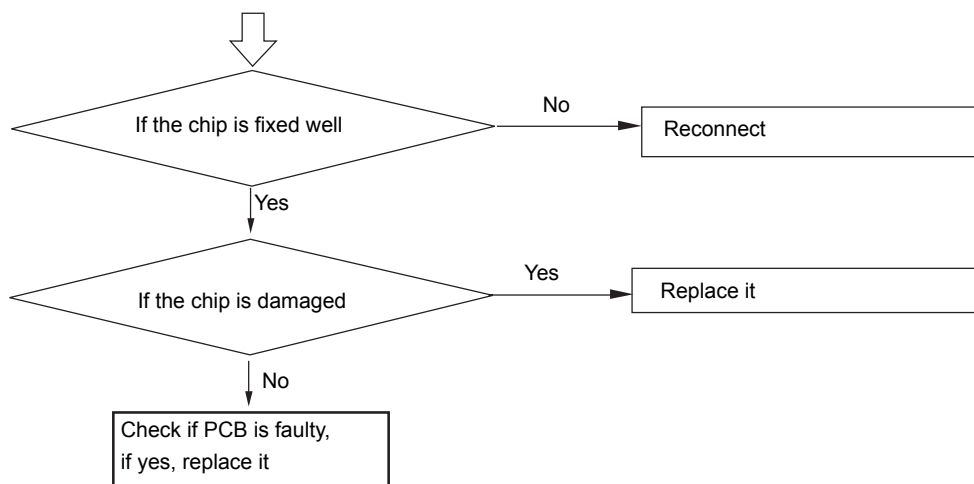 If the chip is fixed well
No
Reconnect
Yes
If the chip is damaged
Yes
Replace it
No
Check if PCB is faulty,
if yes, replace it